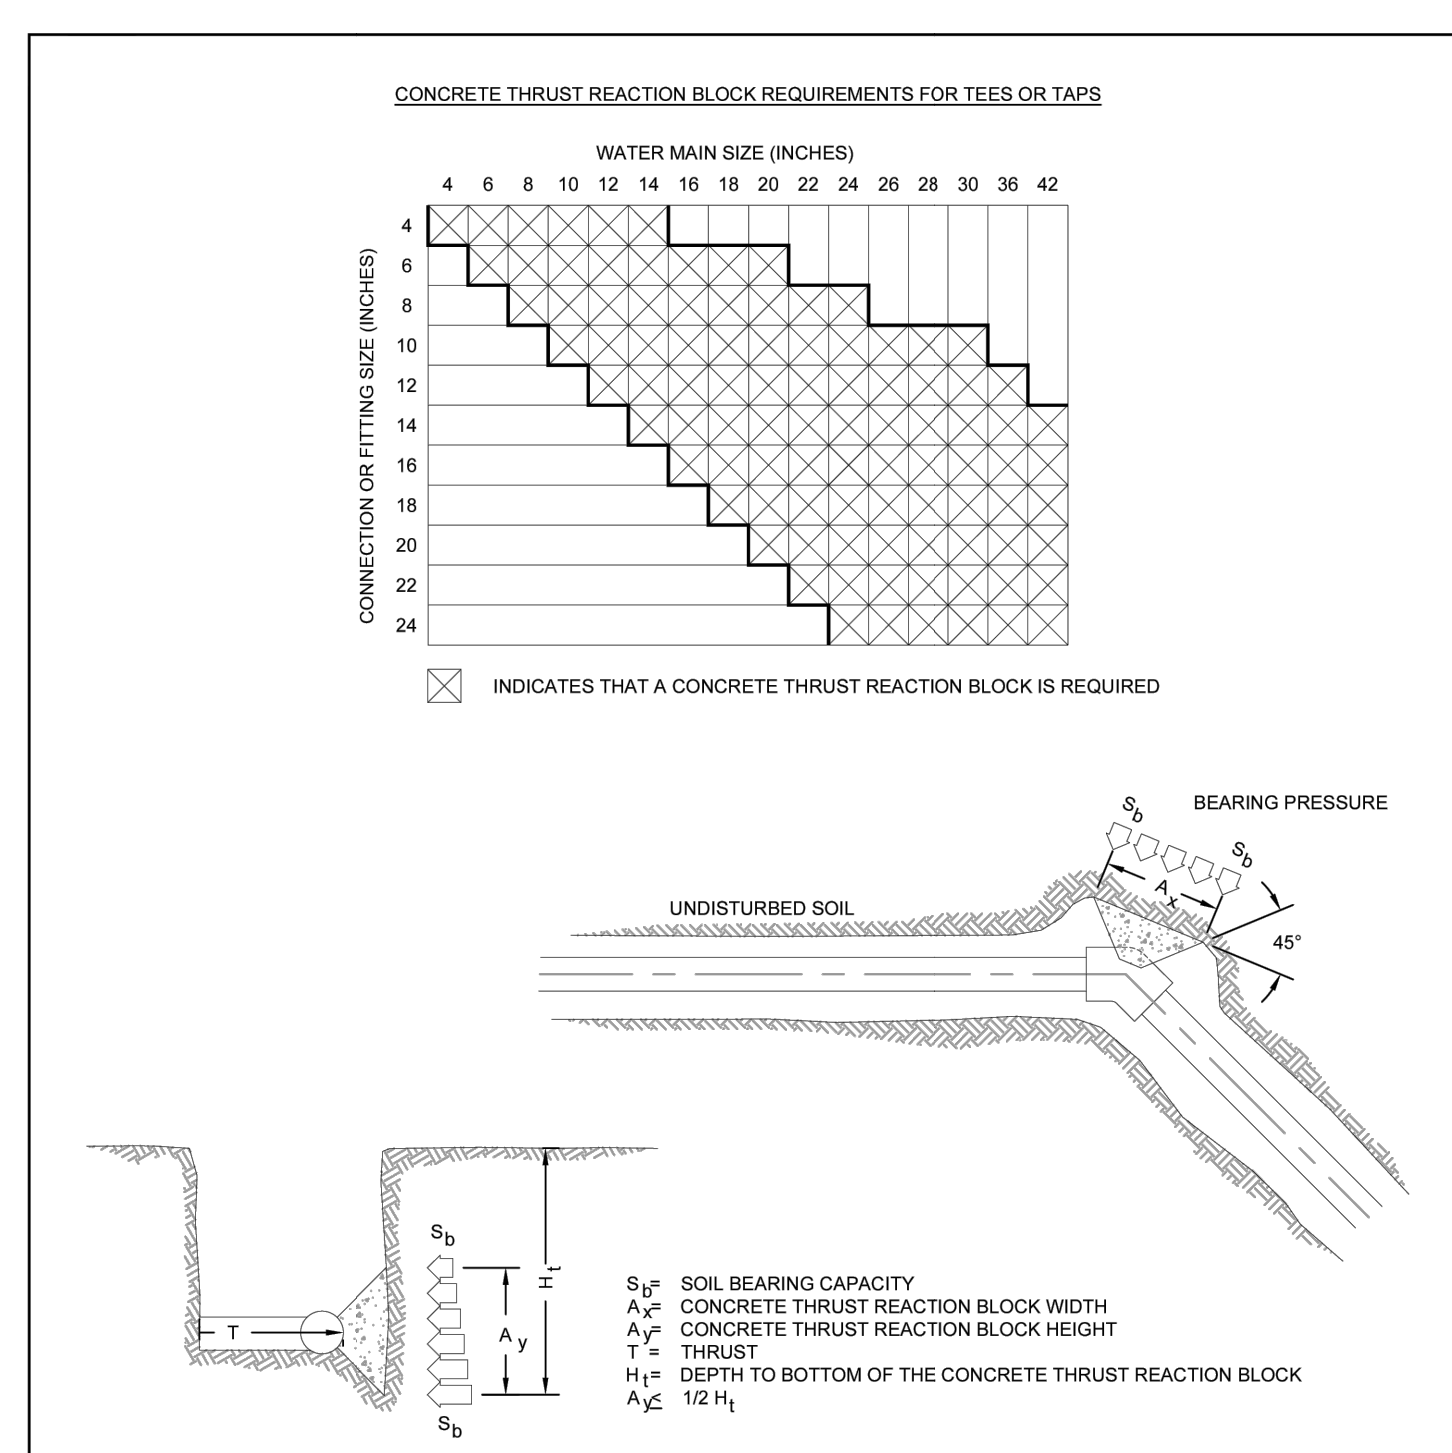 CONCRETE THRUST REACTION BLOCK REQUIREMENTS FOR TEES OR TAPS
WATER MAIN SIZE (INCHES)
4 6 8 10 12 14 16 18 20 22 24 26 28 30 36 42
CONNECTION OR FITTING SIZE (INCHES)
4
6
8
10
12
14
16
18
20
22
24
INDICATES THAT A CONCRETE THRUST REACTION BLOCK IS REQUIRED
BEARING PRESSURE
Sb
Sb
Ax
45°
UNDISTURBED SOIL
Sb
Ht
Ay
T
Sb
Sb= SOIL BEARING CAPACITY
Ax= CONCRETE THRUST REACTION BLOCK WIDTH
Ay= CONCRETE THRUST REACTION BLOCK HEIGHT
T = THRUST
Ht= DEPTH TO BOTTOM OF THE CONCRETE THRUST REACTION BLOCK
Ay≤ 1/2 Ht